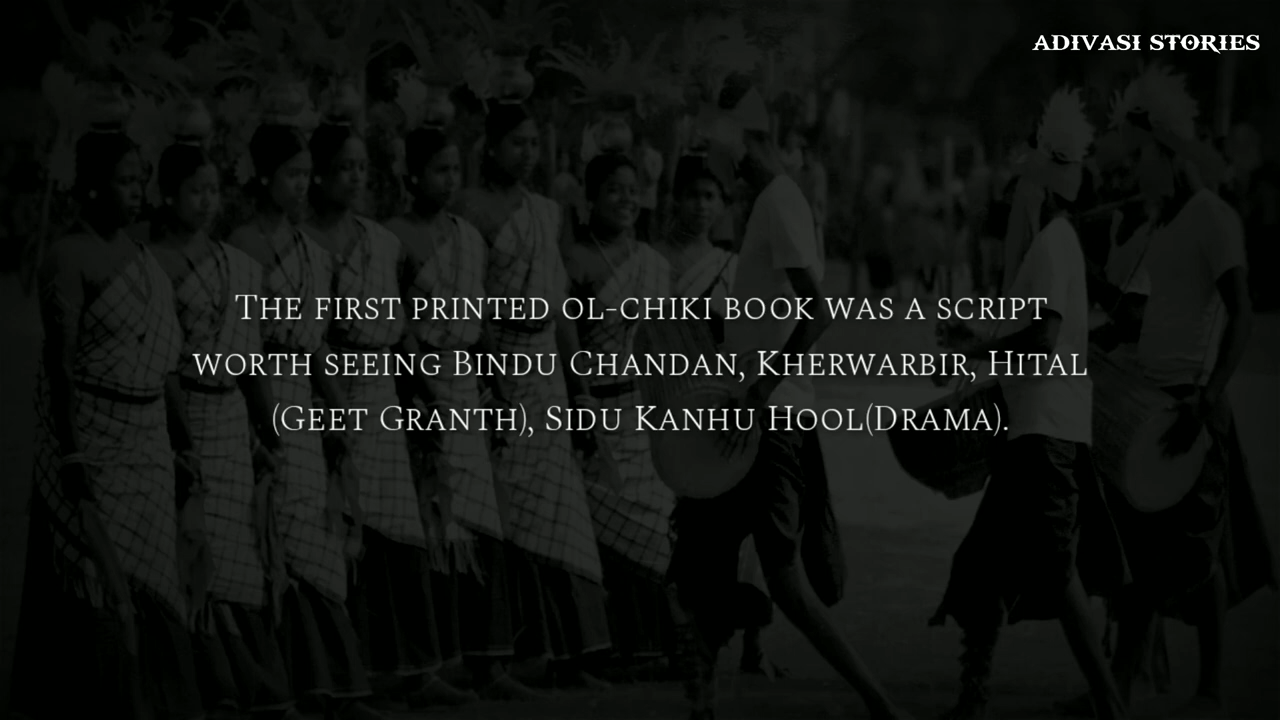 ADIVASI STORIES
The first printed ol-chiki book was a script
worth seeing Bindu Chandan, Kherwarbir, Hital
(Geet Granth), Sidu Kanhu Hool(Drama).